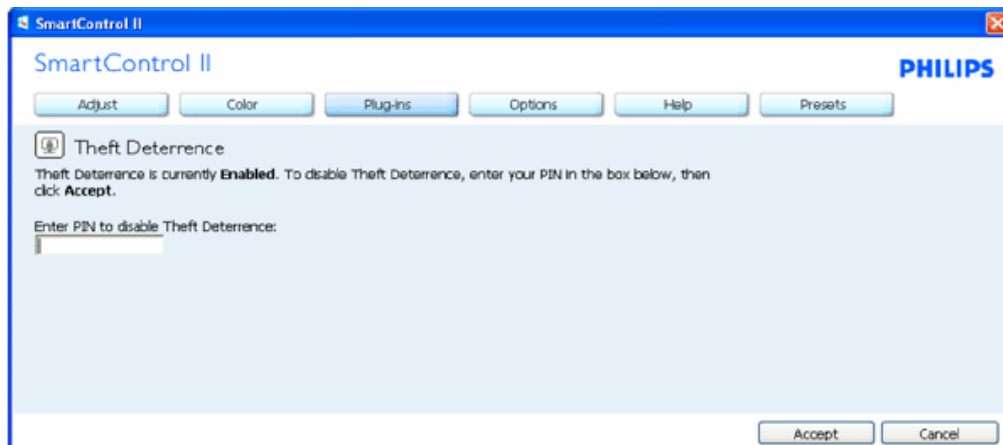 SmartControl II
SmartControl II
PHILIPS
Adjust Color Plug-ins Options Help Presets
Theft Deterrence
Theft Deterrence is currently Enabled. To disable Theft Deterrence, enter your PIN in the box below, then
click Accept.
Enter PIN to disable Theft Deterrence:
Accept Cancel